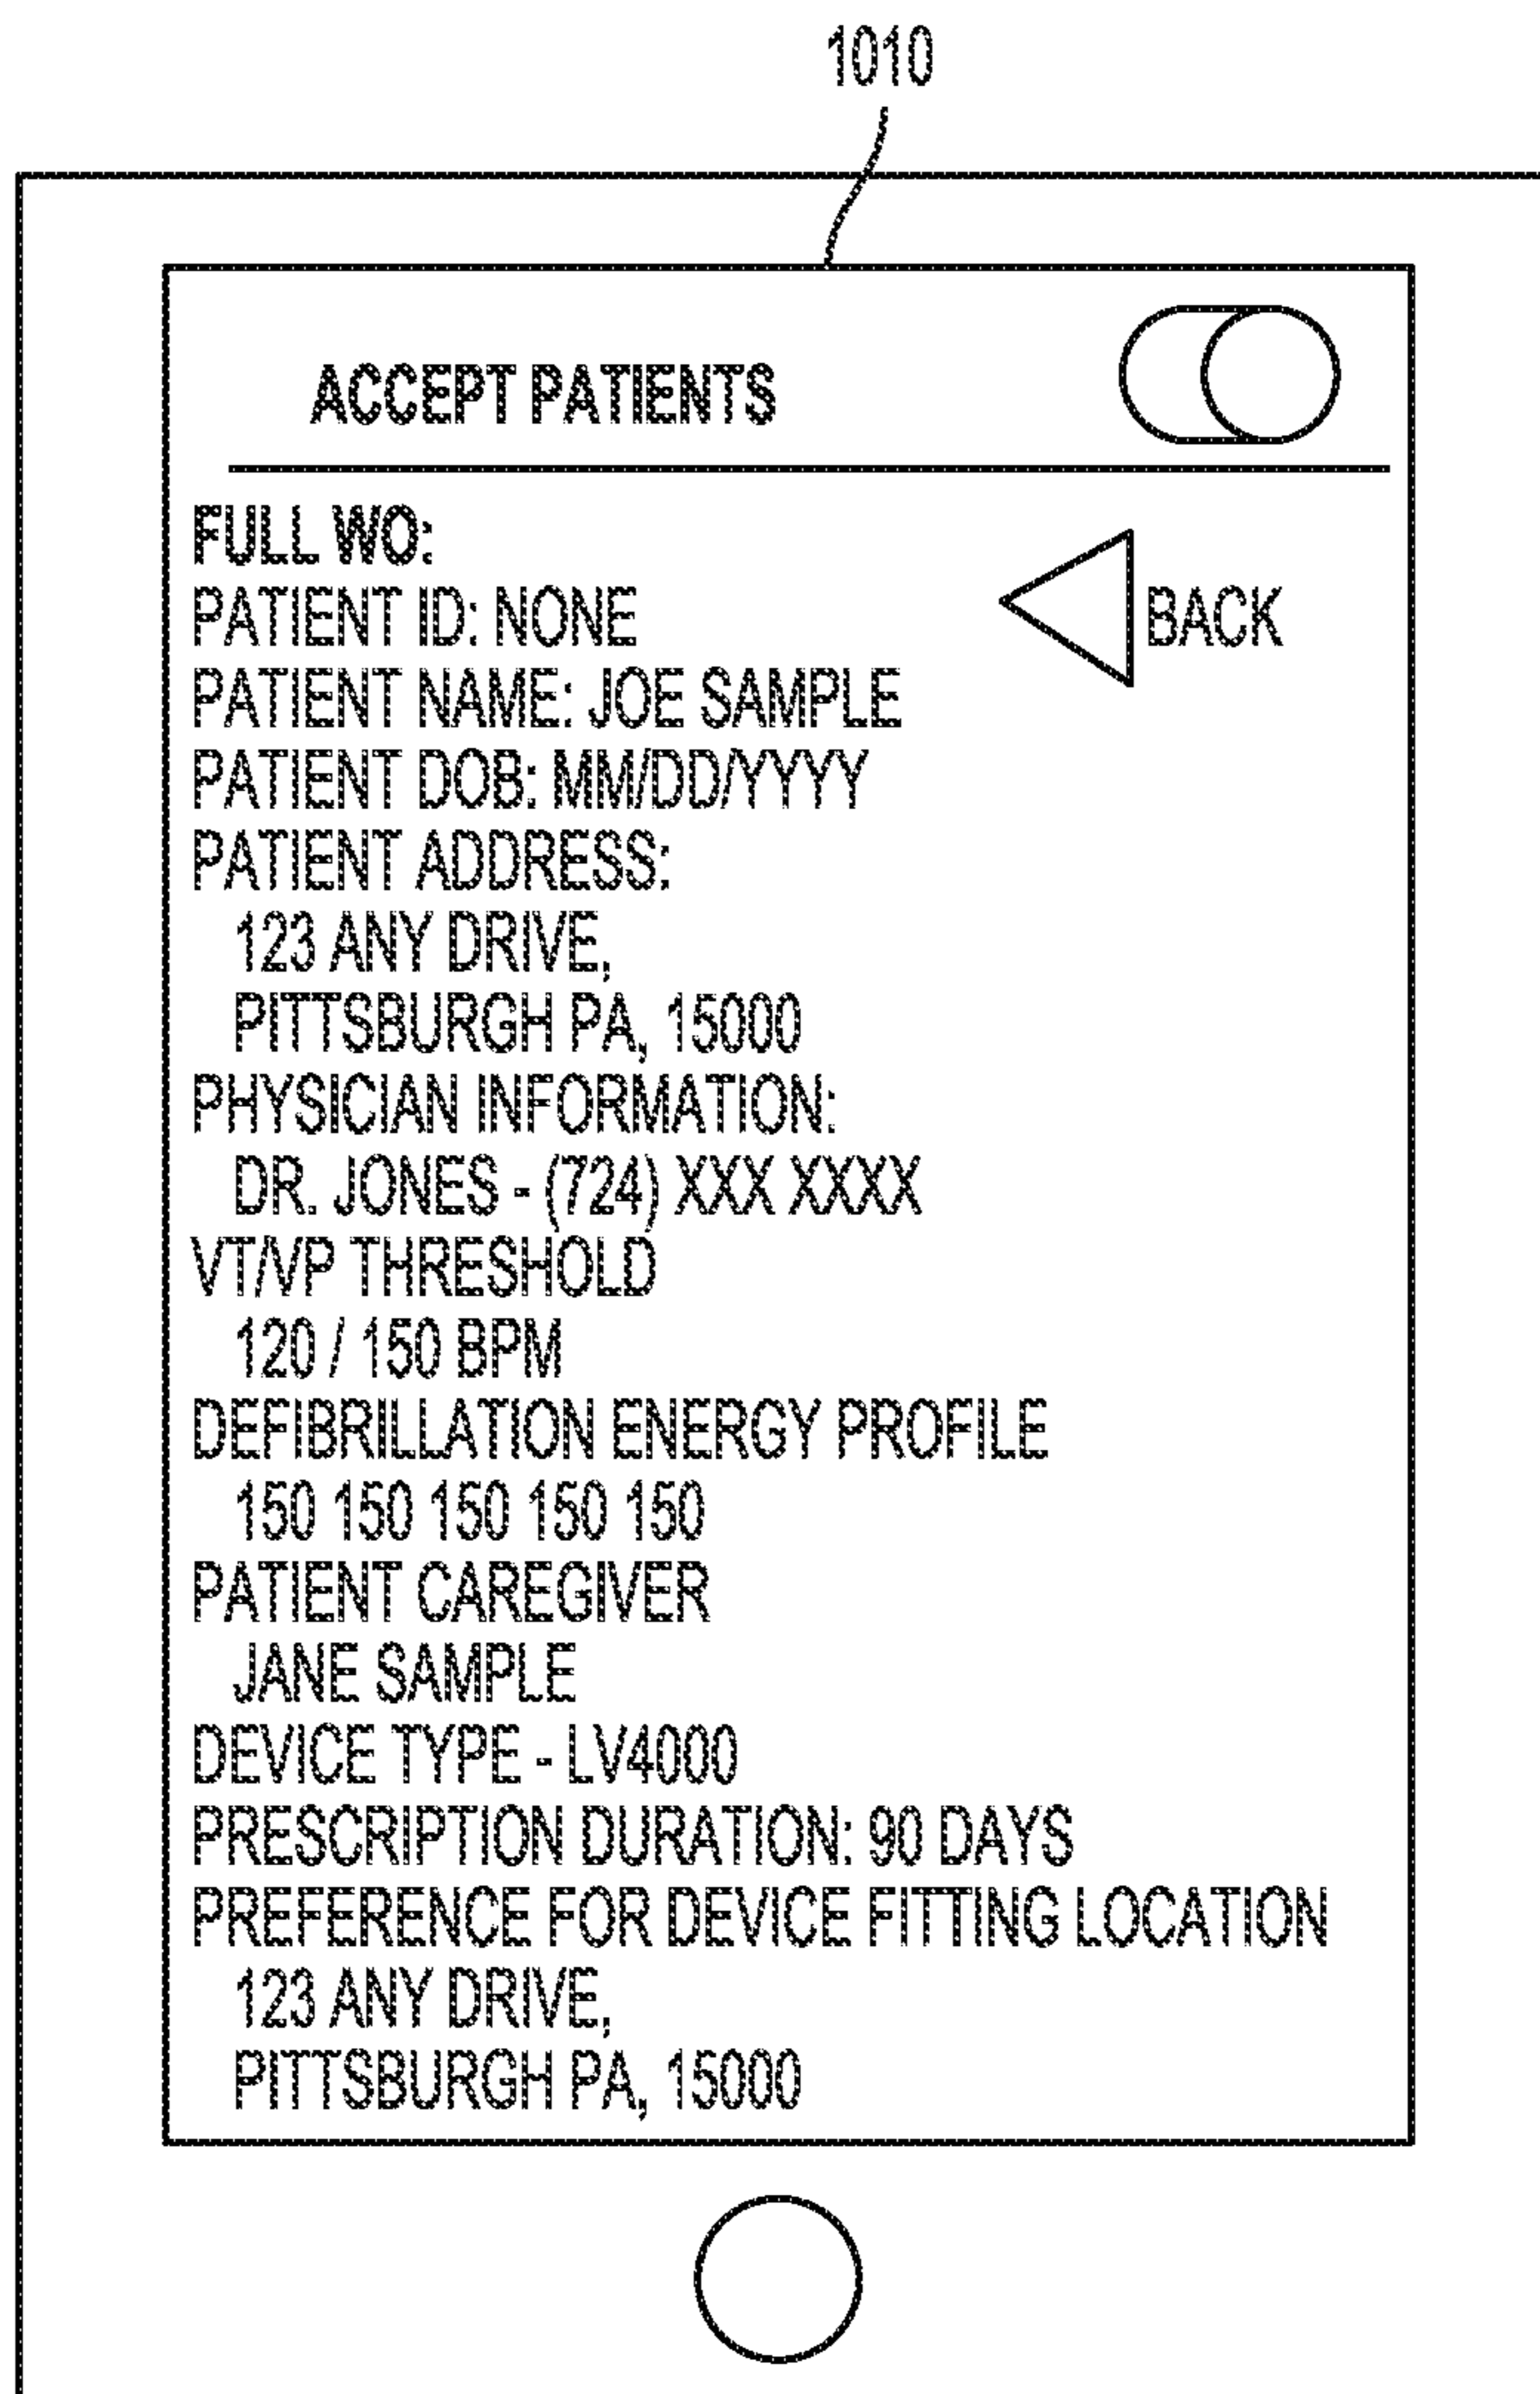 1010
ACCEPT PATIENTS
FULL WO:
PATIENT ID: NONE
BACK
PATIENT NAME: JOE SAMPLE
PATIENT DOB: MM/DD/YYYY
PATIENT ADDRESS:
123 ANY DRIVE,
PITTSBURGH PA, 15000
PHYSICIAN INFORMATION:
DR. JONES - (724) XXX XXXX
VT/VP THRESHOLD
120 / 150 BPM
DEFIBRILLATION ENERGY PROFILE
150 150 150 150 150
PATIENT CAREGIVER
JANE SAMPLE
DEVICE TYPE - LV4000
PRESCRIPTION DURATION: 90 DAYS
PREFERENCE FOR DEVICE FITTING LOCATION
123 ANY DRIVE,
PITTSBURGH PA, 15000